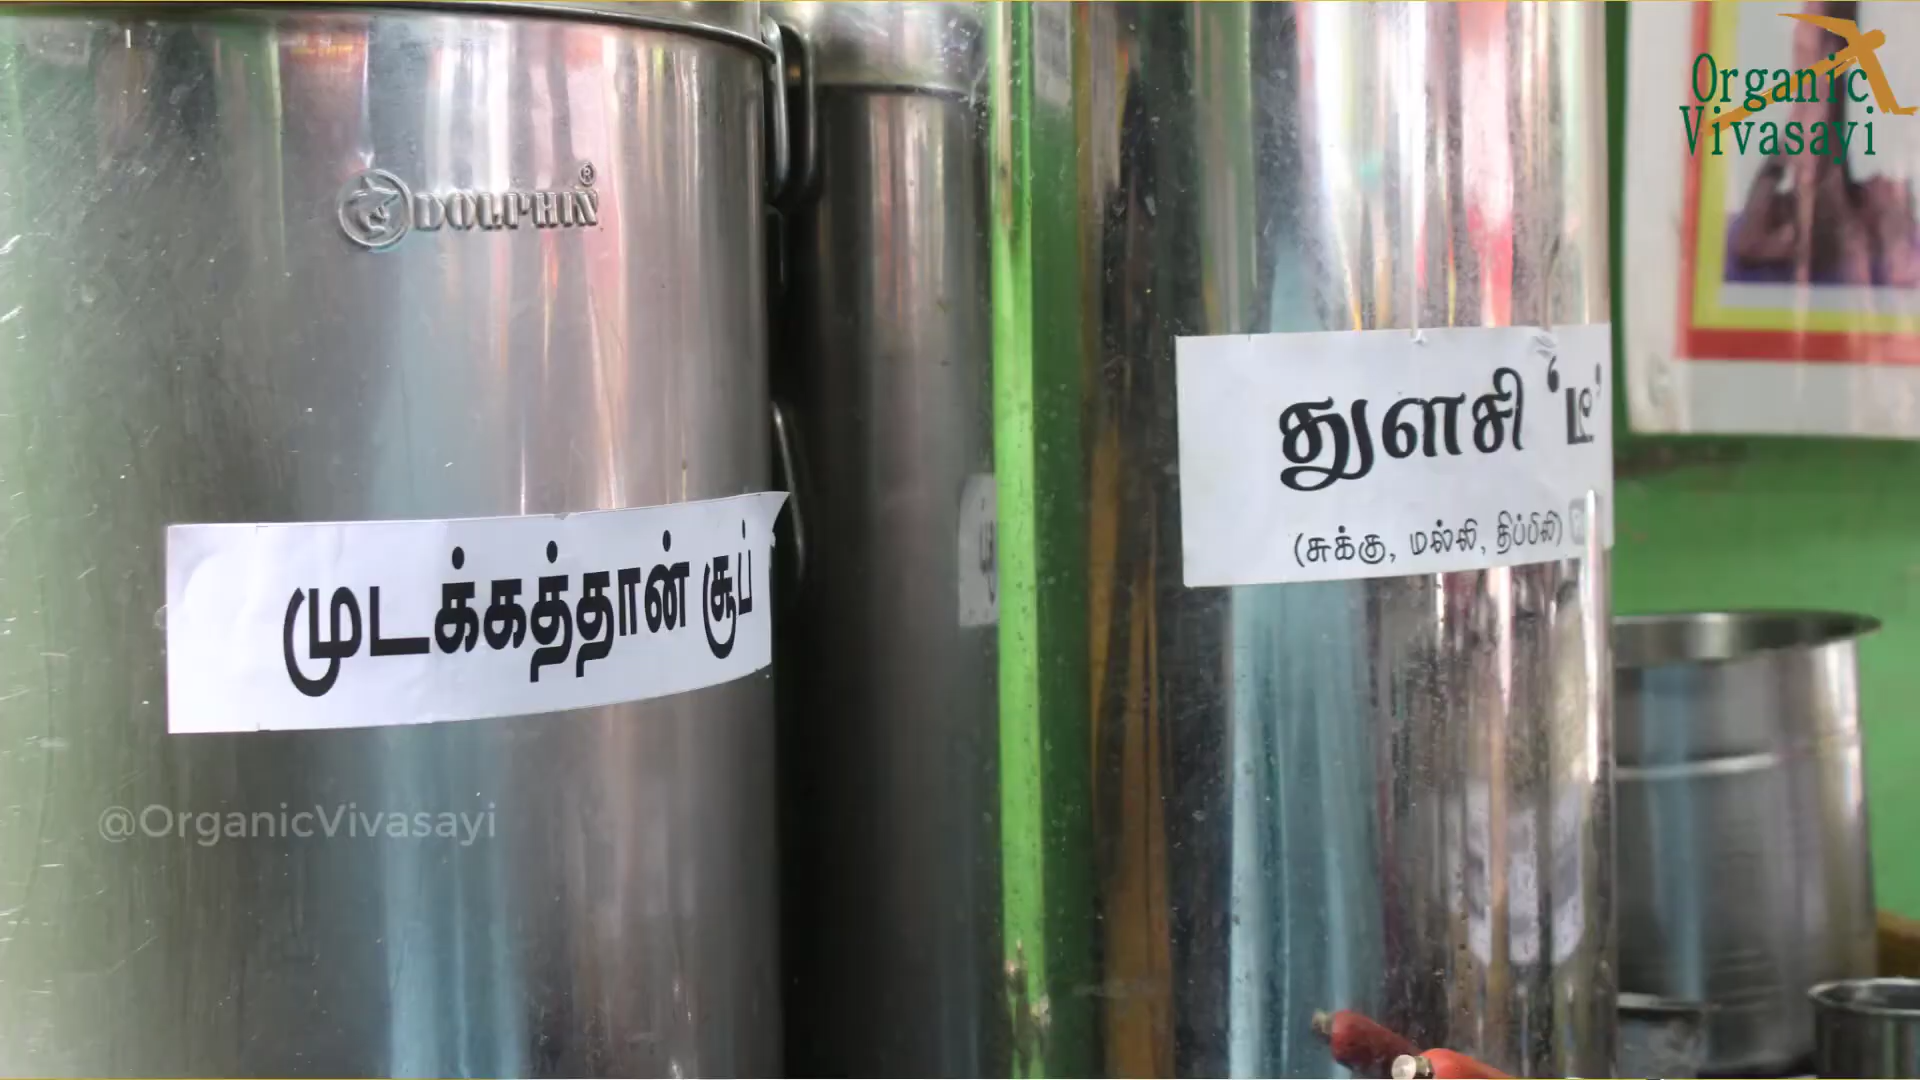 Organic
Vivasayi
DOLPHIN®
துளசி ‘டீ’
(சுக்கு, மல்லி, திப்பிலி)
முடக்கத்தான் சூப்
@OrganicVivasayi